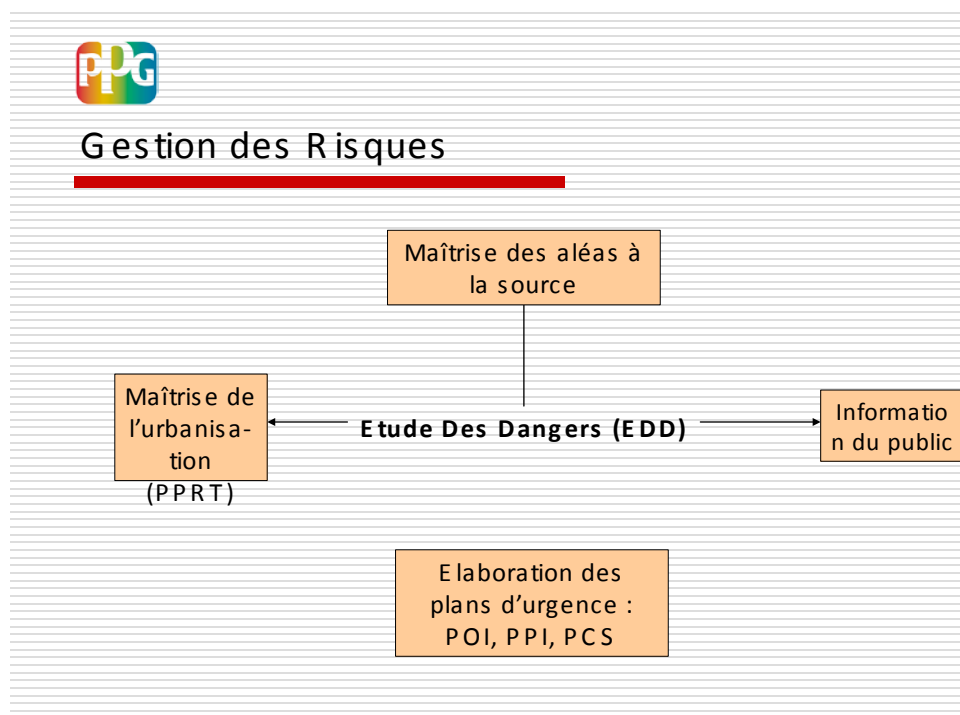 PPG
Gestion des Risques
Maîtrise des aléas à
la source
Maîtrise de
l’urbanisa-
tion
(PPRT)
Etude Des Dangers (EDD)
Informatio
n du public
Elaboration des
plans d’urgence :
POI, PPI, PCS